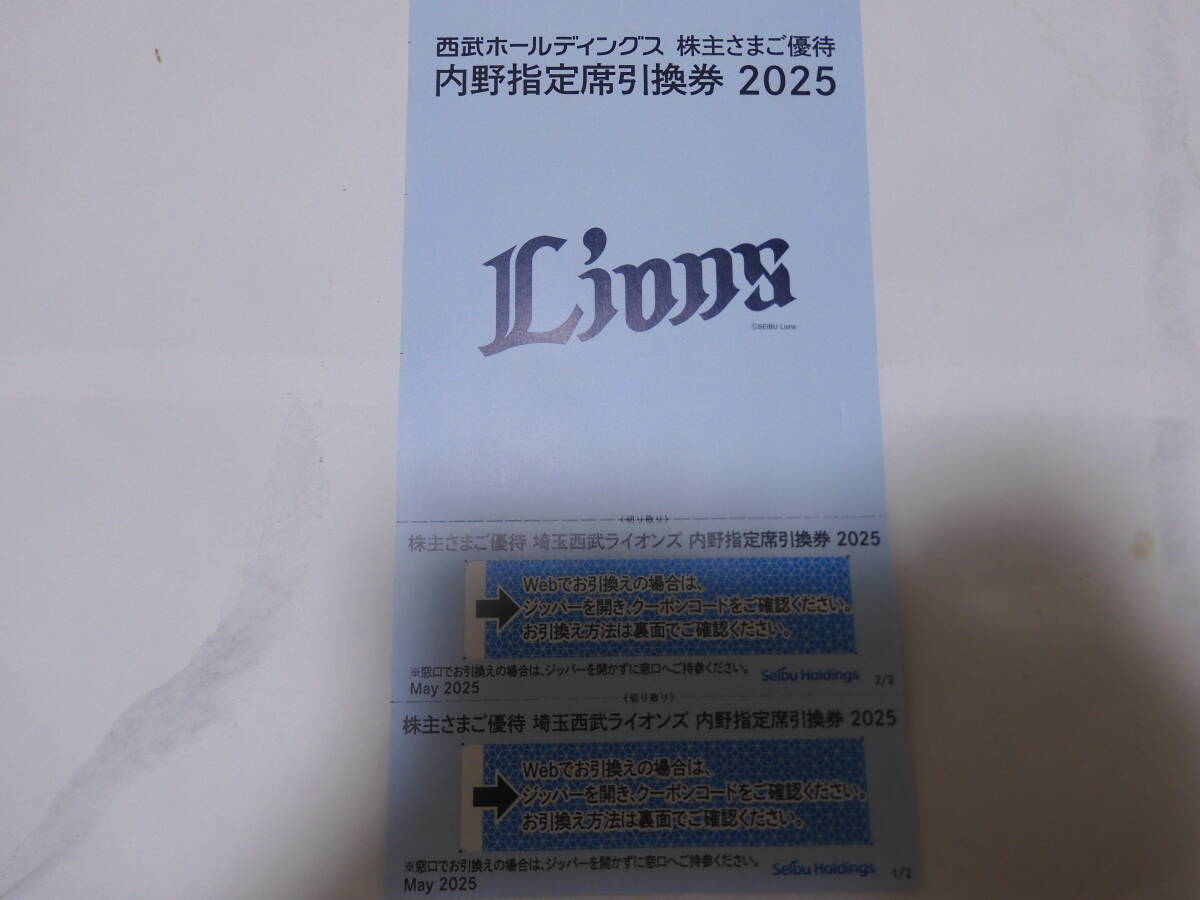 西武ホールディングス 株主さまご優待
内野指定席引換券 2025
Lions
©SEIBU Lions
〈切り取り〉
株主さまご優待 埼玉西武ライオンズ 内野指定席引換券 2025
Webでお引換えの場合は、
ジッパーを開き、クーポンコードをご確認ください。
お引換え方法は裏面でご確認ください。
※窓口でお引換えの場合は、ジッパーを開かずに窓口へご持参ください。
May 2025
Seibu Holdings 2/2
〈切り取り〉
株主さまご優待 埼玉西武ライオンズ 内野指定席引換券 2025
Webでお引換えの場合は、
ジッパーを開き、クーポンコードをご確認ください。
お引換え方法は裏面でご確認ください。
※窓口でお引換えの場合は、ジッパーを開かずに窓口へご持参ください。
May 2025
Seibu Holdings 1/2